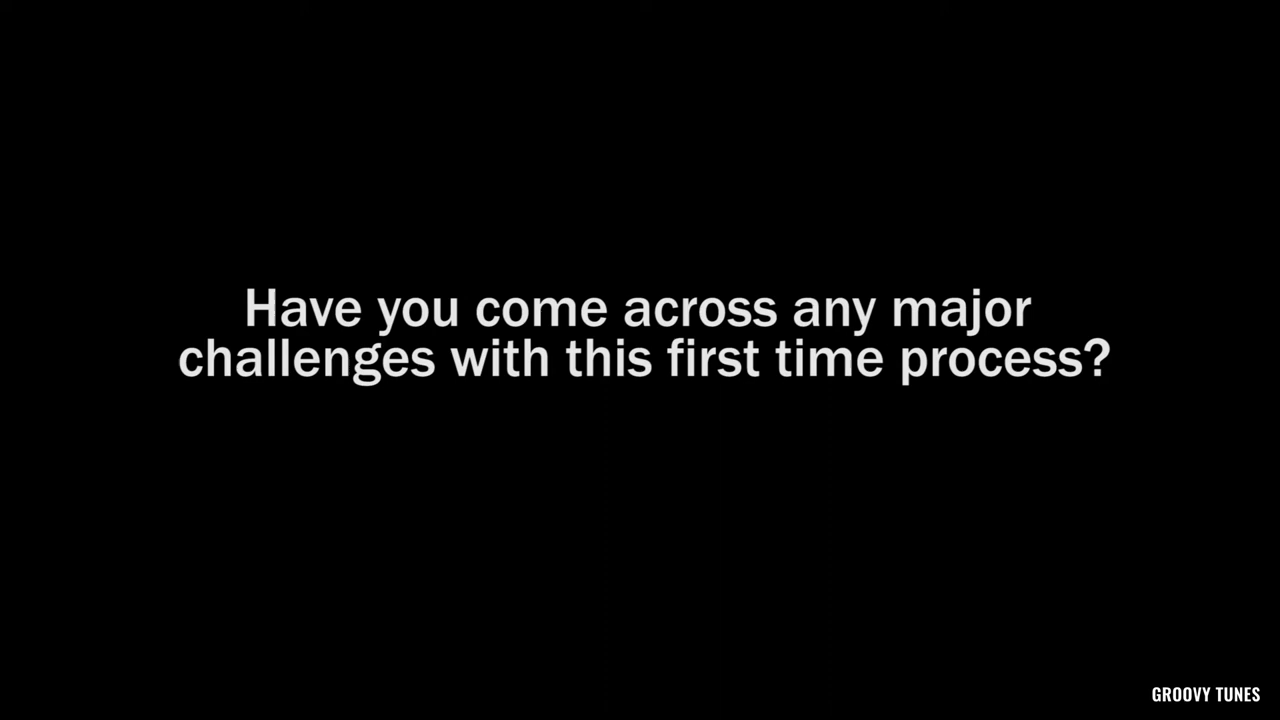 Have you come across any major
challenges with this first time process?
GROOVY TUNES